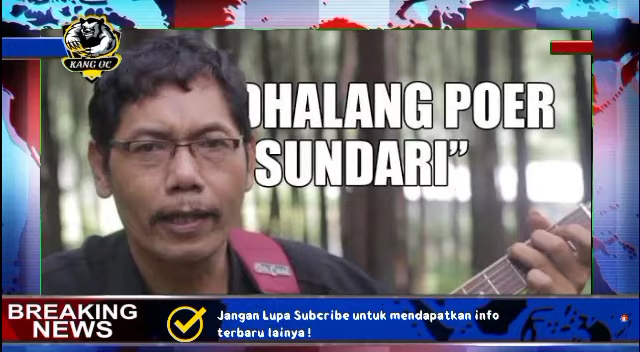 KANG OC
DHALANG POER
SUNDARI”
BREAKING
NEWS
Jangan Lupa Subcribe untuk mendapatkan info
terbaru lainya !